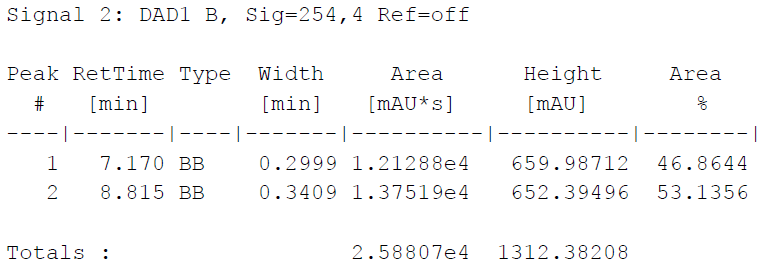 Signal 2: DAD1 B, Sig=254,4 Ref=off
Peak RetTime Type  Width     Area      Height     Area
  #   [min]        [min]   [mAU*s]     [mAU]        %
----|-------|----|-------|----------|----------|--------|
   1   7.170 BB    0.2999 1.21288e4   659.98712  46.8644
   2   8.815 BB    0.3409 1.37519e4   652.39496  53.1356
Totals :                  2.58807e4  1312.38208